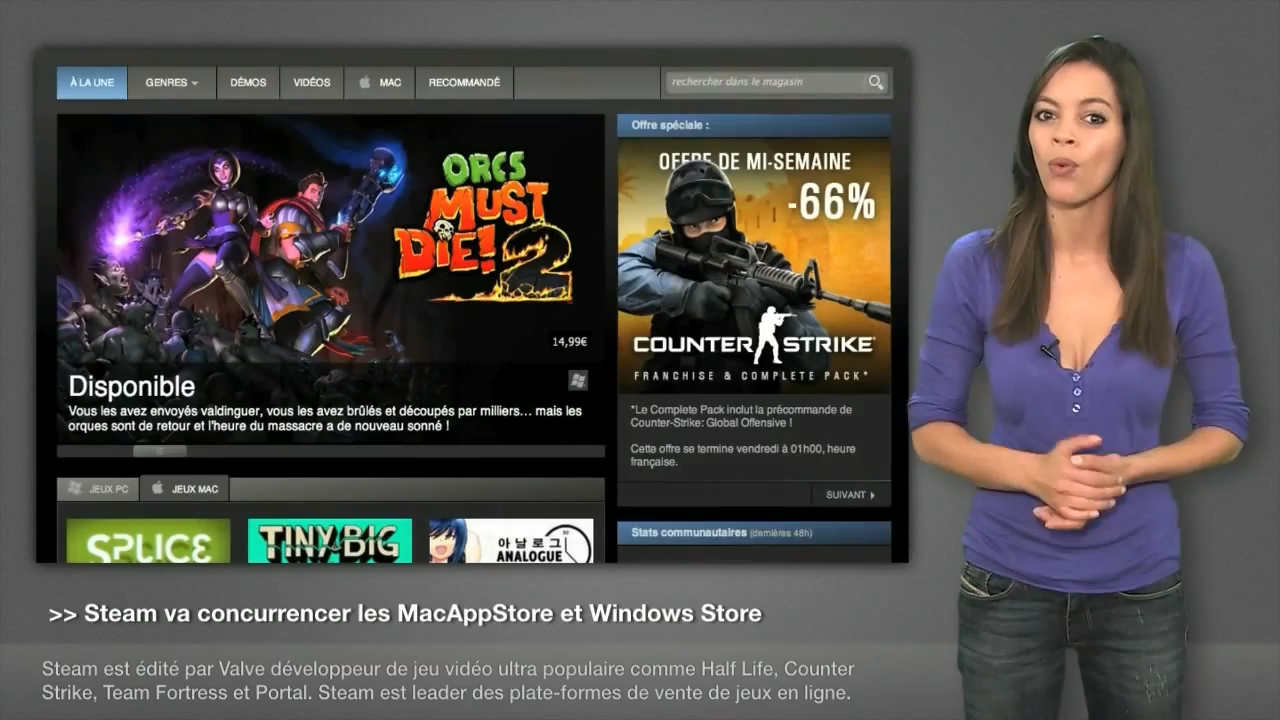 À LA UNE GENRES DÉMOS VIDÉOS MAC RECOMMANDÉ rechercher dans le magasin
ORCS
MUST
DIE! 2
14,99€
Disponible
Vous les avez envoyés valdinguer, vous les avez brûlés et découpés par milliers... mais les
orques sont de retour et l'heure du massacre a de nouveau sonné !
Offre spéciale :
OFFRE DE MI-SEMAINE
-66%
COUNTER STRIKE
FRANCHISE & COMPLETE PACK*
*Le Complete Pack inclut la précommande de
Counter-Strike: Global Offensive !
Cette offre se termine vendredi à 01h00, heure
française.
SUIVANT
JEUX PC JEUX MAC
SPLICE
TINY & BIG
아날로그
ANALOGUE
Stats communautaires (dernières 48h)
>> Steam va concurrencer les MacAppStore et Windows Store
Steam est édité par Valve développeur de jeu vidéo ultra populaire comme Half Life, Counter
Strike, Team Fortress et Portal. Steam est leader des plate-formes de vente de jeux en ligne.